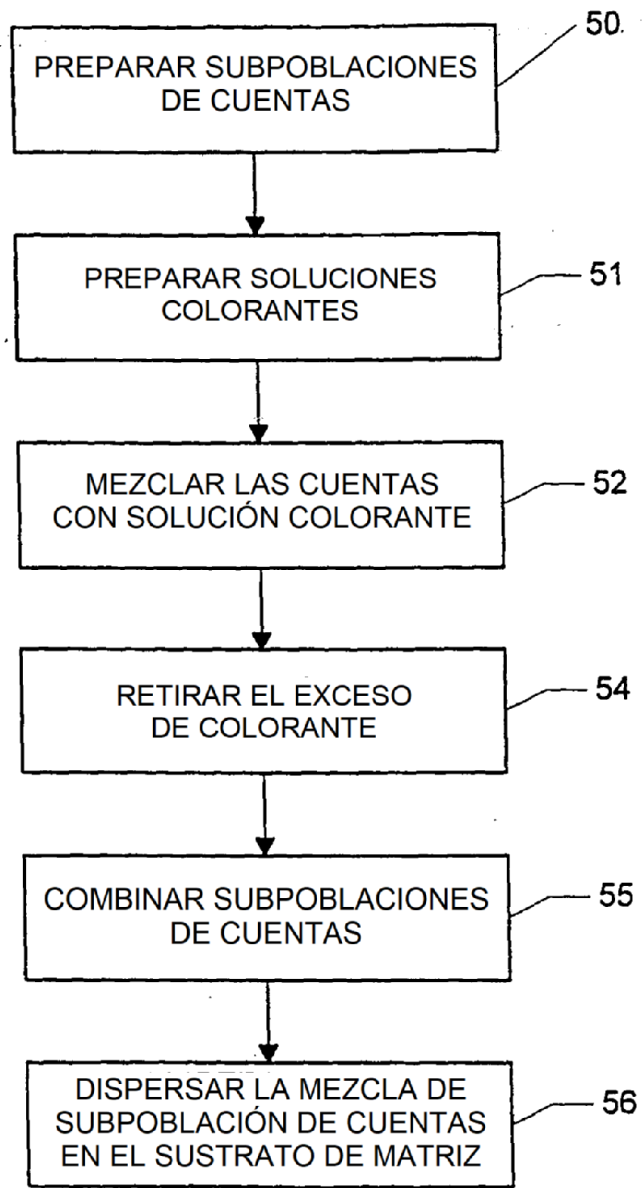 50
PREPARAR SUBPOBLACIONES
DE CUENTAS
PREPARAR SOLUCIONES
COLORANTES
51
MEZCLAR LAS CUENTAS
CON SOLUCIÓN COLORANTE
52
RETIRAR EL EXCESO
DE COLORANTE
54
COMBINAR SUBPOBLACIONES
DE CUENTAS
55
DISPERSAR LA MEZCLA DE
SUBPOBLACIÓN DE CUENTAS
EN EL SUSTRATO DE MATRIZ
56